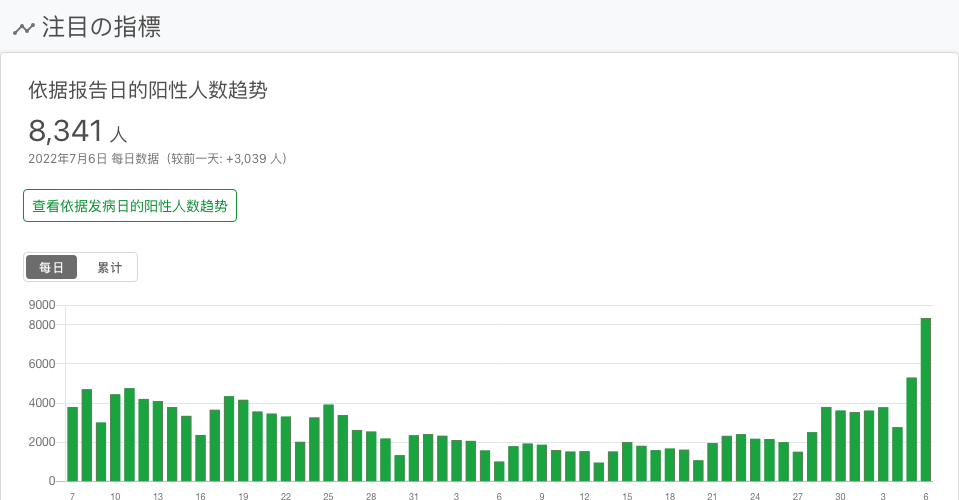 注目の指標
依据报告日的阳性人数趋势
8,341 人
2022年7月6日 每日数据（较前一天: +3,039 人）
查看依据发病日的阳性人数趋势
每日 累计
9000
8000
6000
4000
2000
0
7 10 13 16 19 22 25 28 31 3 6 9 12 15 18 21 24 27 30 3 6